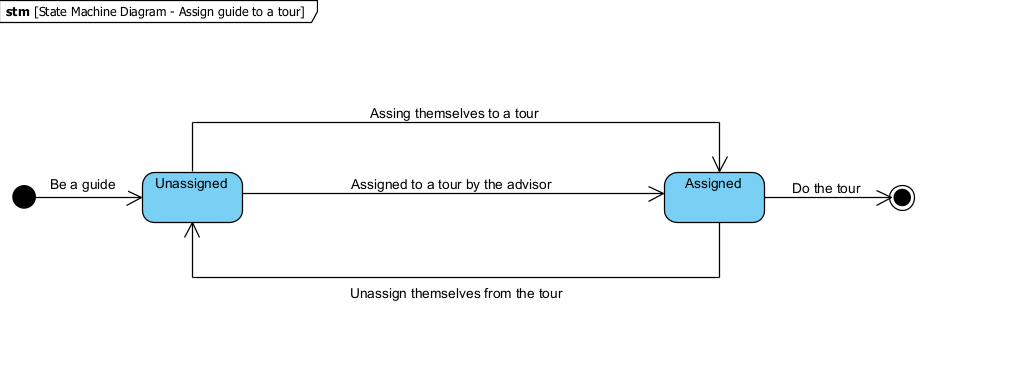 stm [State Machine Diagram - Assign guide to a tour]
Assing themselves to a tour
Be a guide
Unassigned
Assigned to a tour by the advisor
Assigned
Do the tour
Unassign themselves from the tour